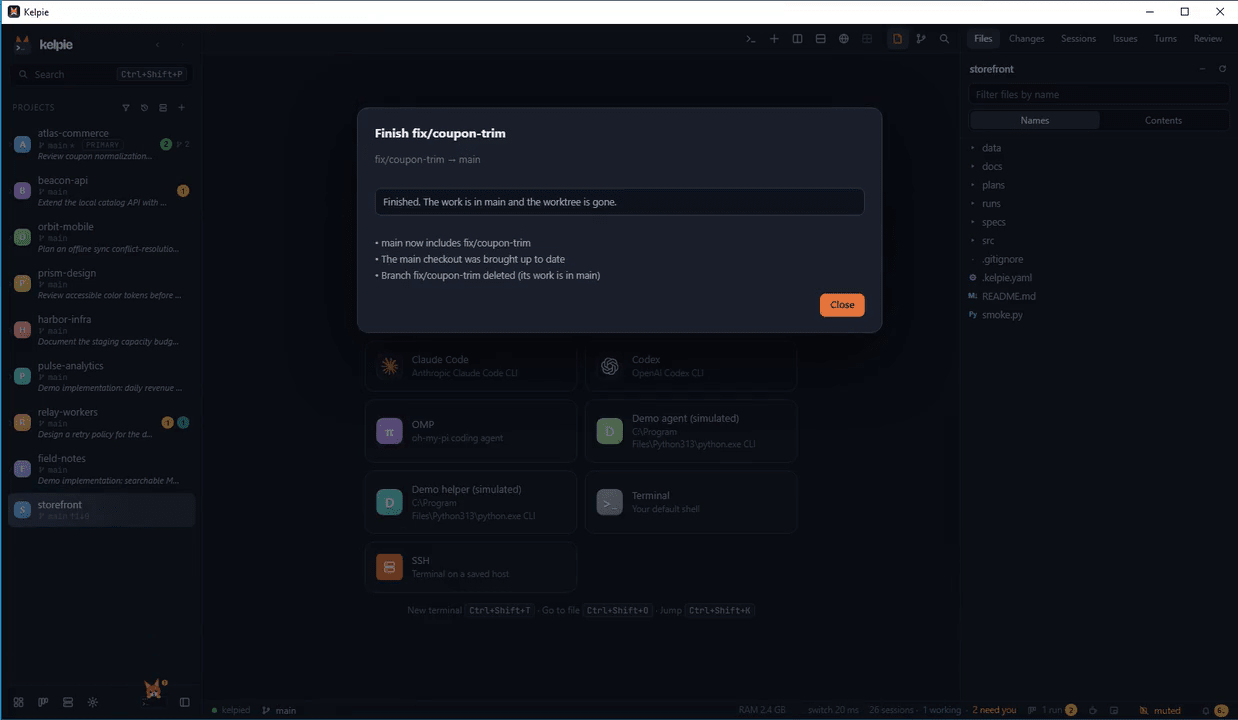 Kelpie
kelpie
Search Ctrl+Shift+P
PROJECTS
A atlas-commerce
main PRIMARY 2 2
Review coupon normalization...
B beacon-api
main 1
Extend the local catalog API with ...
O orbit-mobile
main
Plan an offline sync conflict-resolutio...
P prism-design
main
Review accessible color tokens before ...
H harbor-infra
main
Document the staging capacity budg...
P pulse-analytics
main
Demo implementation: daily revenue ...
R relay-workers
main 1 1
Design a retry policy for the d...
F field-notes
main
Demo implementation: searchable M...
S storefront
main
Finish fix/coupon-trim
fix/coupon-trim → main
Finished. The work is in main and the worktree is gone.
• main now includes fix/coupon-trim
• The main checkout was brought up to date
• Branch fix/coupon-trim deleted (its work is in main)
Close
Claude Code
Anthropic Claude Code CLI
Codex
OpenAI Codex CLI
π OMP
oh-my-pi coding agent
D Demo agent (simulated)
C:\Program
Files\Python313\python.exe CLI
D Demo helper (simulated)
C:\Program
Files\Python313\python.exe CLI
>_ Terminal
Your default shell
SSH
Terminal on a saved host
New terminal Ctrl+Shift+T · Go to file Ctrl+Shift+O · Jump Ctrl+Shift+K
Files Changes Sessions Issues Turns Review
storefront
Filter files by name
Names Contents
data
docs
plans
runs
specs
src
.gitignore
.kelpie.yaml
M↓ README.md
Py smoke.py
kelpied main RAM 2.4 GB switch 20 ms 26 sessions · 1 working · 2 need you 1 run 2 muted